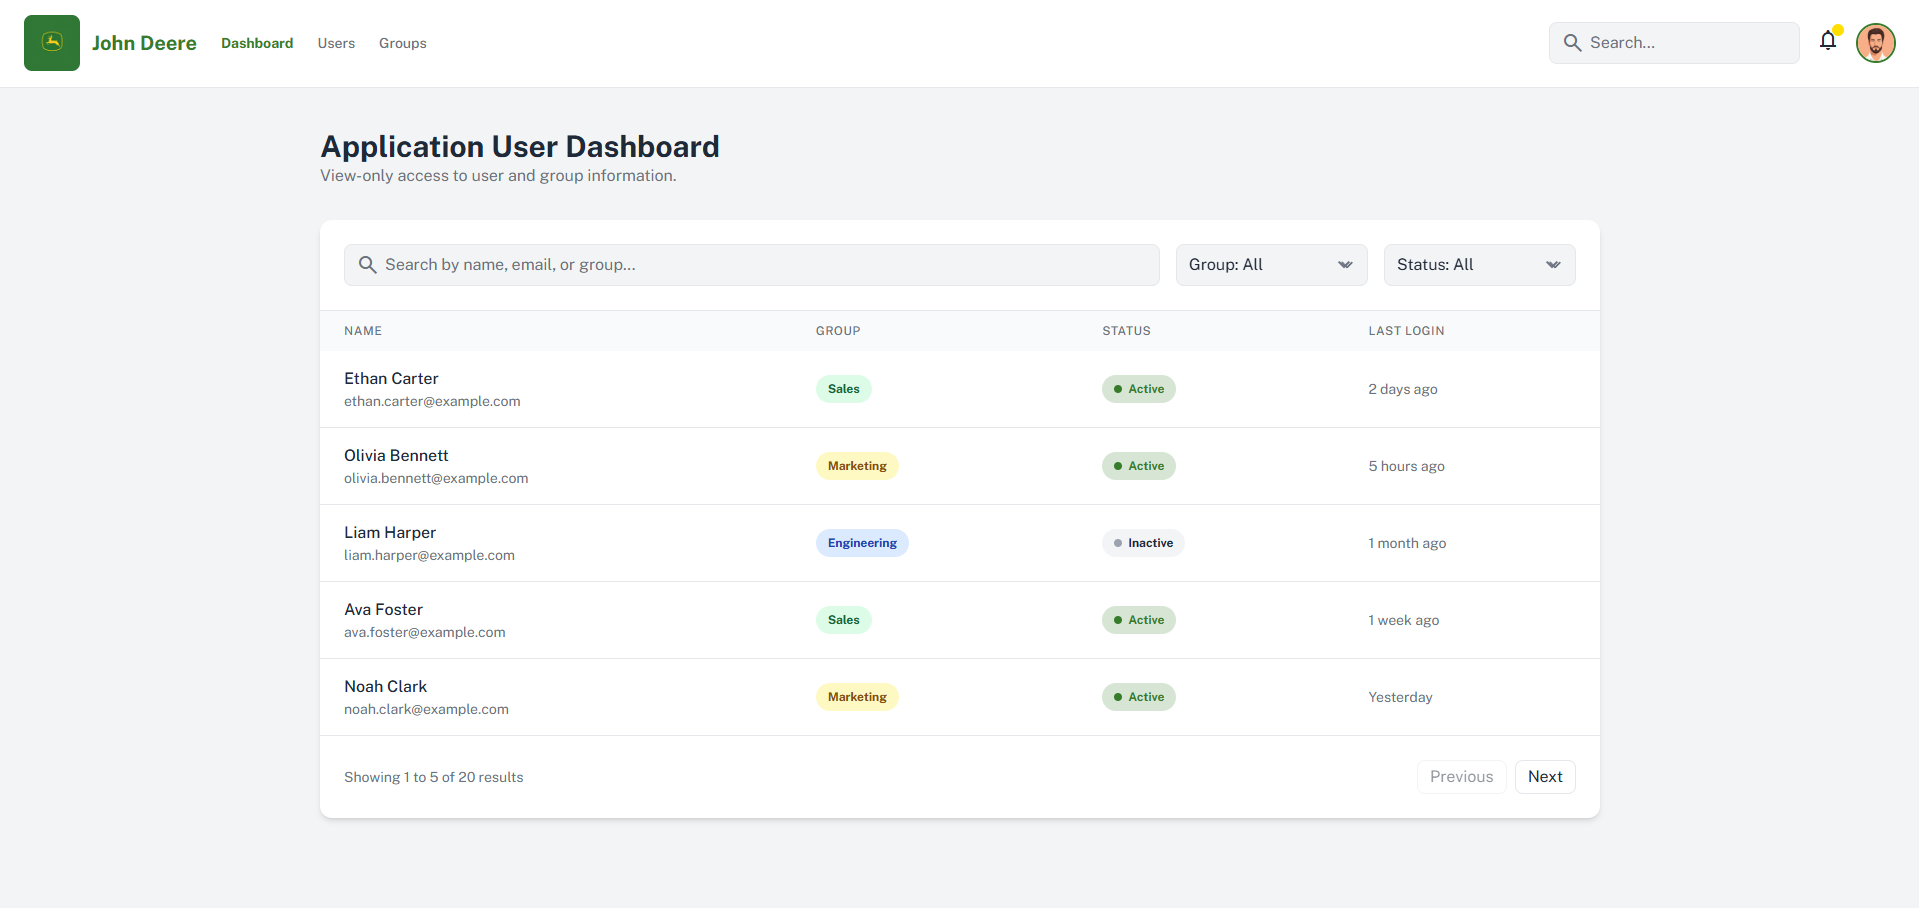 John Deere
Dashboard
Users
Groups
Search...
Application User Dashboard
View-only access to user and group information.
Search by name, email, or group...
Group: All
Status: All
NAME
GROUP
STATUS
LAST LOGIN
Ethan Carter
ethan.carter@example.com
Sales
Active
2 days ago
Olivia Bennett
olivia.bennett@example.com
Marketing
Active
5 hours ago
Liam Harper
liam.harper@example.com
Engineering
Inactive
1 month ago
Ava Foster
ava.foster@example.com
Sales
Active
1 week ago
Noah Clark
noah.clark@example.com
Marketing
Active
Yesterday
Showing 1 to 5 of 20 results
Previous
Next